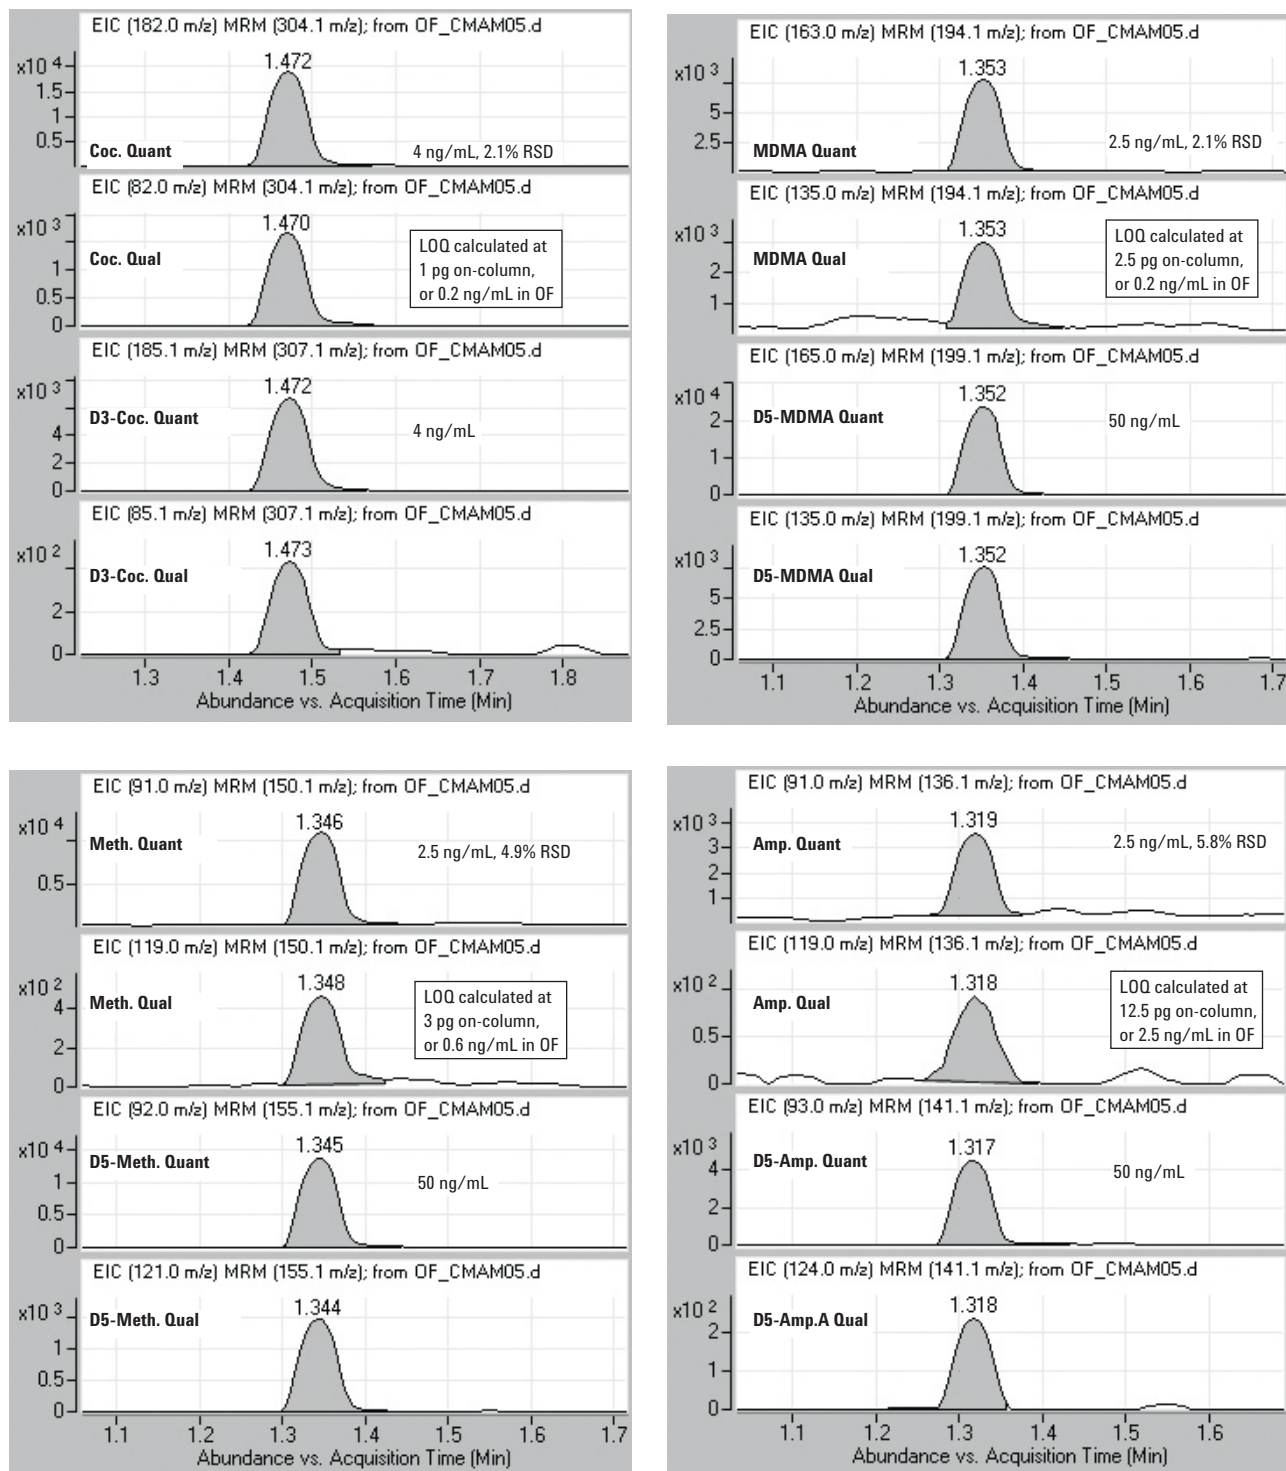 EIC (182.0 m/z) MRM (304.1 m/z); from OF_CMAM05.d
x10 4
1.472
1.5
1
0.5
Coc. Quant
4 ng/mL, 2.1% RSD
EIC (82.0 m/z) MRM (304.1 m/z); from OF_CMAM05.d
x10 3
1.470
Coc. Qual
LOQ calculated at
1 pg on-column,
or 0.2 ng/mL in OF
1
0.5
0
EIC (185.1 m/z) MRM (307.1 m/z); from OF_CMAM05.d
x10 3
1.472
D3-Coc. Quant
4 ng/mL
4
2
0
EIC (85.1 m/z) MRM (307.1 m/z); from OF_CMAM05.d
x10 2
1.473
D3-Coc. Qual
2
0
1.3 1.4 1.5 1.6 1.7 1.8
Abundance vs. Acquisition Time (Min)
EIC (163.0 m/z) MRM (194.1 m/z); from OF_CMAM05.d
x10 3
1.353
5
2.5
MDMA Quant
2.5 ng/mL, 2.1% RSD
EIC (135.0 m/z) MRM (194.1 m/z); from OF_CMAM05.d
x10 3
1.353
MDMA Qual
LOQ calculated at
2.5 pg on-column,
or 0.2 ng/mL in OF
2
1
EIC (165.0 m/z) MRM (199.1 m/z); from OF_CMAM05.d
x10 4
1.352
D5-MDMA Quant
50 ng/mL
2
1
0
EIC (135.0 m/z) MRM (199.1 m/z); from OF_CMAM05.d
x10 3
1.352
D5-MDMA Qual
5
2.5
0
1.1 1.2 1.3 1.4 1.5 1.6 1.7
Abundance vs. Acquisition Time (Min)
EIC (91.0 m/z) MRM (150.1 m/z); from OF_CMAM05.d
x10 4
1.346
Meth. Quant
2.5 ng/mL, 4.9% RSD
0.5
EIC (119.0 m/z) MRM (150.1 m/z); from OF_CMAM05.d
x10 2
1.348
Meth. Qual
LOQ calculated at
3 pg on-column,
or 0.6 ng/mL in OF
4
2
0
EIC (92.0 m/z) MRM (155.1 m/z); from OF_CMAM05.d
x10 4
1.345
D5-Meth. Quant
50 ng/mL
1
0.5
0
EIC (121.0 m/z) MRM (155.1 m/z); from OF_CMAM05.d
x10 3
1.344
D5-Meth. Qual
1
0.5
0
1.1 1.2 1.3 1.4 1.5 1.6 1.7
Abundance vs. Acquisition Time (Min)
EIC (91.0 m/z) MRM (136.1 m/z); from OF_CMAM05.d
x10 3
1.319
Amp. Quant
2.5 ng/mL, 5.8% RSD
3
2
1
EIC (119.0 m/z) MRM (136.1 m/z); from OF_CMAM05.d
x10 2
1.318
Amp. Qual
LOQ calculated at
12.5 pg on-column,
or 2.5 ng/mL in OF
0.5
0
EIC (93.0 m/z) MRM (141.1 m/z); from OF_CMAM05.d
x10 3
1.317
D5-Amp. Quant
50 ng/mL
4
2
0
EIC (124.0 m/z) MRM (141.1 m/z); from OF_CMAM05.d
x10 2
1.318
D5-Amp.A Qual
2
1
0
1.1 1.2 1.3 1.4 1.5 1.6
Abundance vs. Acquisition Time (Min)